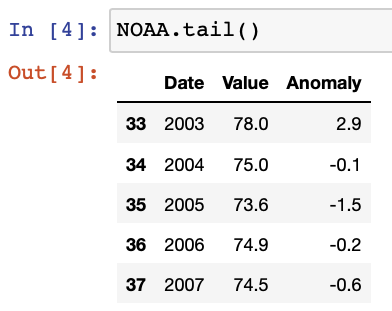 In [4]: NOAA.tail()
Out[4]:
Date Value Anomaly
33 2003 78.0 2.9
34 2004 75.0 -0.1
35 2005 73.6 -1.5
36 2006 74.9 -0.2
37 2007 74.5 -0.6